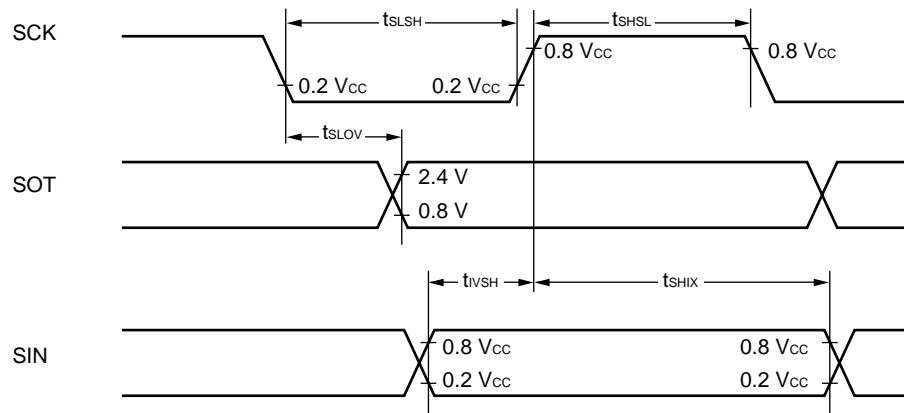 tSLSH tSHSL
SCK
0.8 VCC 0.8 VCC
0.2 VCC 0.2 VCC
tSLOV
SOT
2.4 V
0.8 V
tIVSH tSHIX
SIN
0.8 VCC 0.8 VCC
0.2 VCC 0.2 VCC